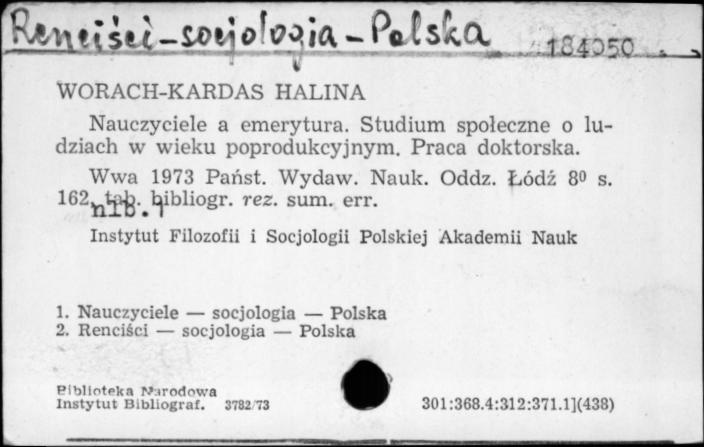 Renciści-socjologia-Polska
184050
WORACH-KARDAS HALINA
Nauczyciele a emerytura. Studium społeczne o lu-
dziach w wieku poprodukcyjnym. Praca doktorska.
Wwa 1973 Państ. Wydaw. Nauk. Oddz. Łódź 8⁰ s.
162, tab. bibliogr. rez. sum. err.
nlb. 1
Instytut Filozofii i Socjologii Polskiej Akademii Nauk
1. Nauczyciele — socjologia — Polska
2. Renciści — socjologia — Polska
Biblioteka Narodowa
Instytut Bibliograf. 3782/73
301:368.4:312:371.1](438)